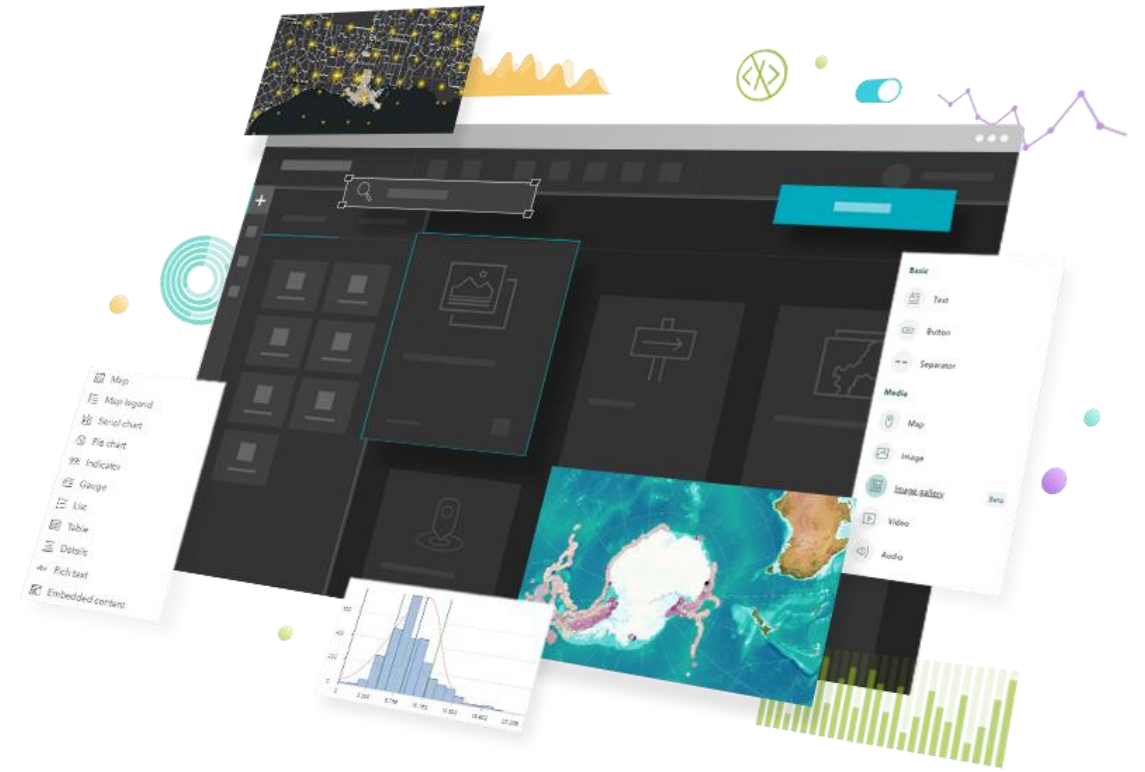 Basic
Text
Button
Separator
Media
Map
Image
Image gallery
Beta
Video
Audio
Map
Map legend
Serial chart
Pie chart
Indicator
Gauge
List
Table
Details
Rich text
Embedded content
0